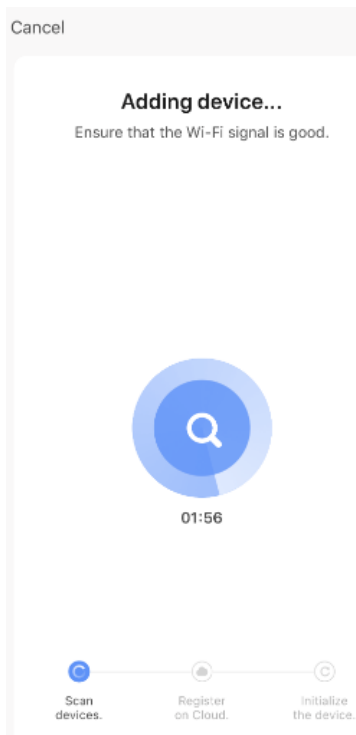 Cancel
Adding device...
Ensure that the Wi-Fi signal is good.
01:56
Scan
devices.
Register
on Cloud.
Initialize
the device.